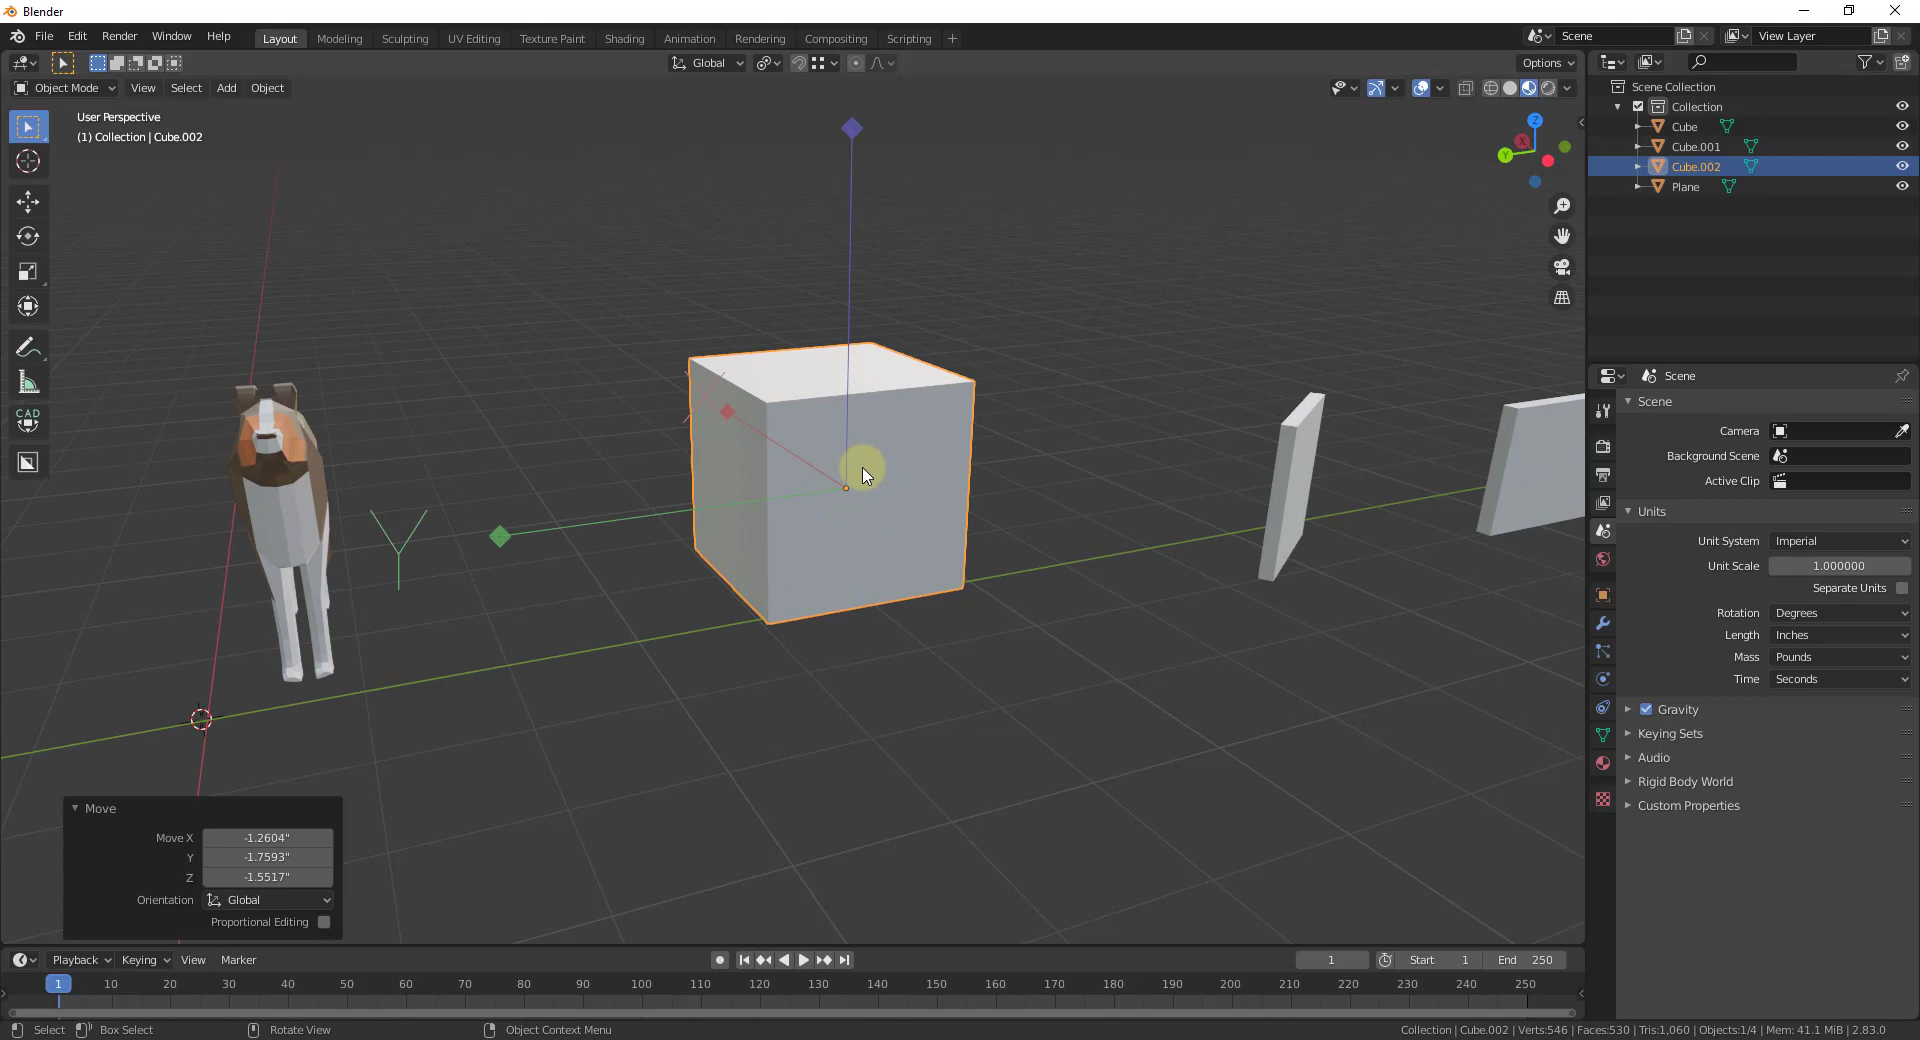 Blender
File Edit Render Window Help
Layout Modeling Sculpting UV Editing Texture Paint Shading Animation Rendering Compositing Scripting +
Scene
View Layer
Global
Options
Object Mode View Select Add Object
User Perspective
(1) Collection | Cube.002
Z
X
Y
CAD
Y
Scene Collection
Collection
Cube
Cube.001
Cube.002
Plane
Scene
Scene
Camera
Background Scene
Active Clip
Units
Unit System Imperial
Unit Scale 1.000000
Separate Units
Rotation Degrees
Length Inches
Mass Pounds
Time Seconds
Gravity
Keying Sets
Audio
Rigid Body World
Custom Properties
Move
Move X -1.2604"
Y -1.7593"
Z -1.5517"
Orientation Global
Proportional Editing
Playback Keying View Marker
1 Start 1 End 250
1 10 20 30 40 50 60 70 80 90 100 110 120 130 140 150 160 170 180 190 200 210 220 230 240 250
Select Box Select Rotate View Object Context Menu
Collection | Cube.002 | Verts:546 | Faces:530 | Tris:1,060 | Objects:1/4 | Mem: 41.1 MiB | 2.83.0